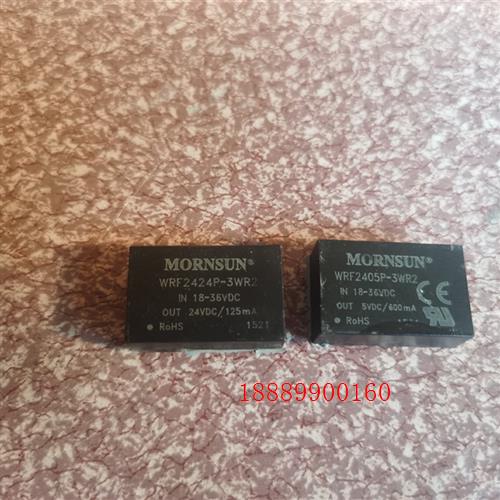 MORNSUN®
WRF2424P-3WR2
IN 18-36VDC
OUT 24VDC/125mA
RoHS 1521
MORNSUN®
WRF2405P-3WR2
IN 18-36VDC
OUT 5VDC/600mA
RoHS
CE
18889900160